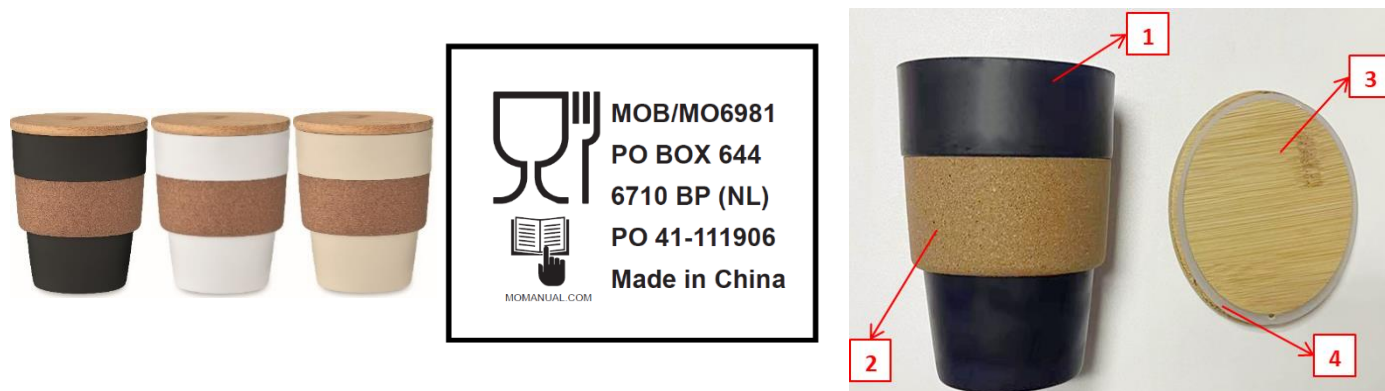 MOB/MO6981
PO BOX 644
6710 BP (NL)
PO 41-111906
Made in China
MOMANUAL.COM
1
2
3
4